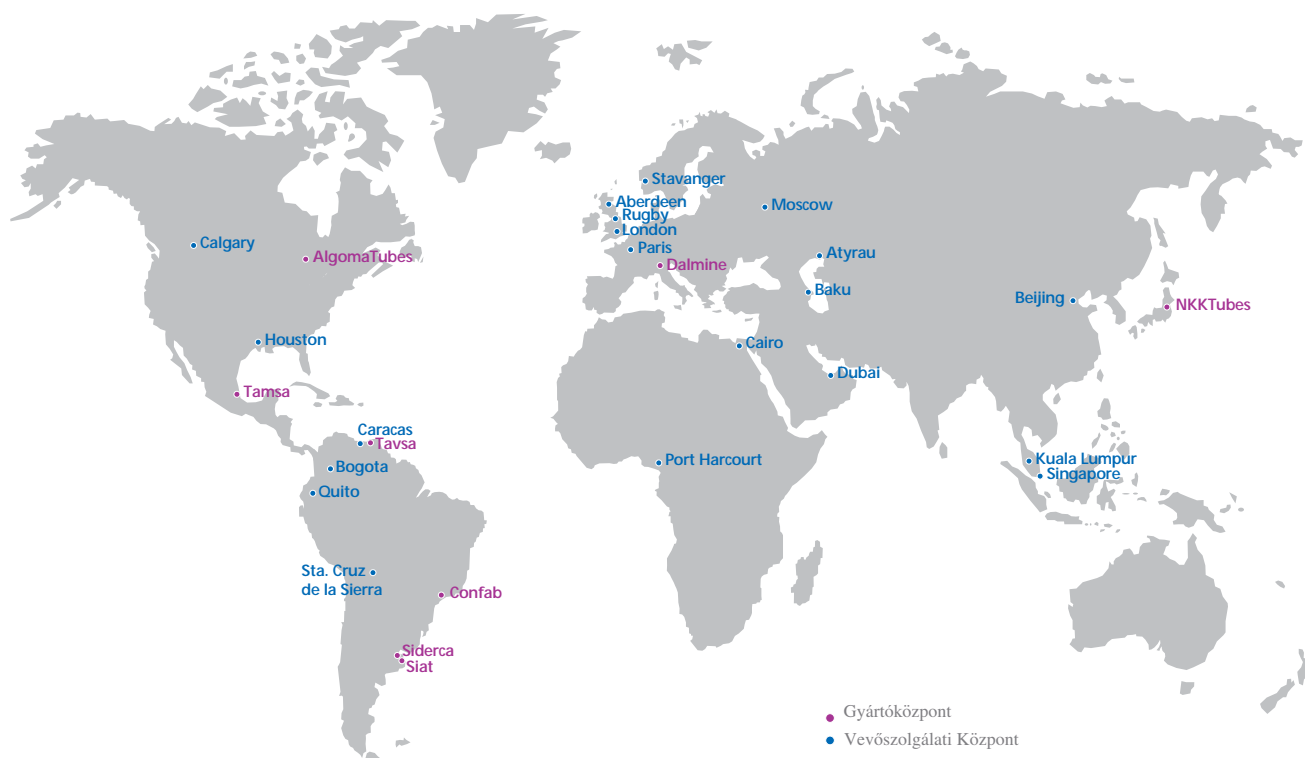 Stavanger
Aberdeen
Rugby
London
Moscow
Calgary
AlgomaTubes
Paris
Dalmine
Atyrau
Baku
Beijing
NKKTubes
Houston
Cairo
Dubai
Tamsa
Caracas
Tavsa
Bogota
Port Harcourt
Kuala Lumpur
Singapore
Quito
Sta. Cruz
de la Sierra
Confab
Siderca
Siat
Gyártóközpont
Vevőszolgálati Központ